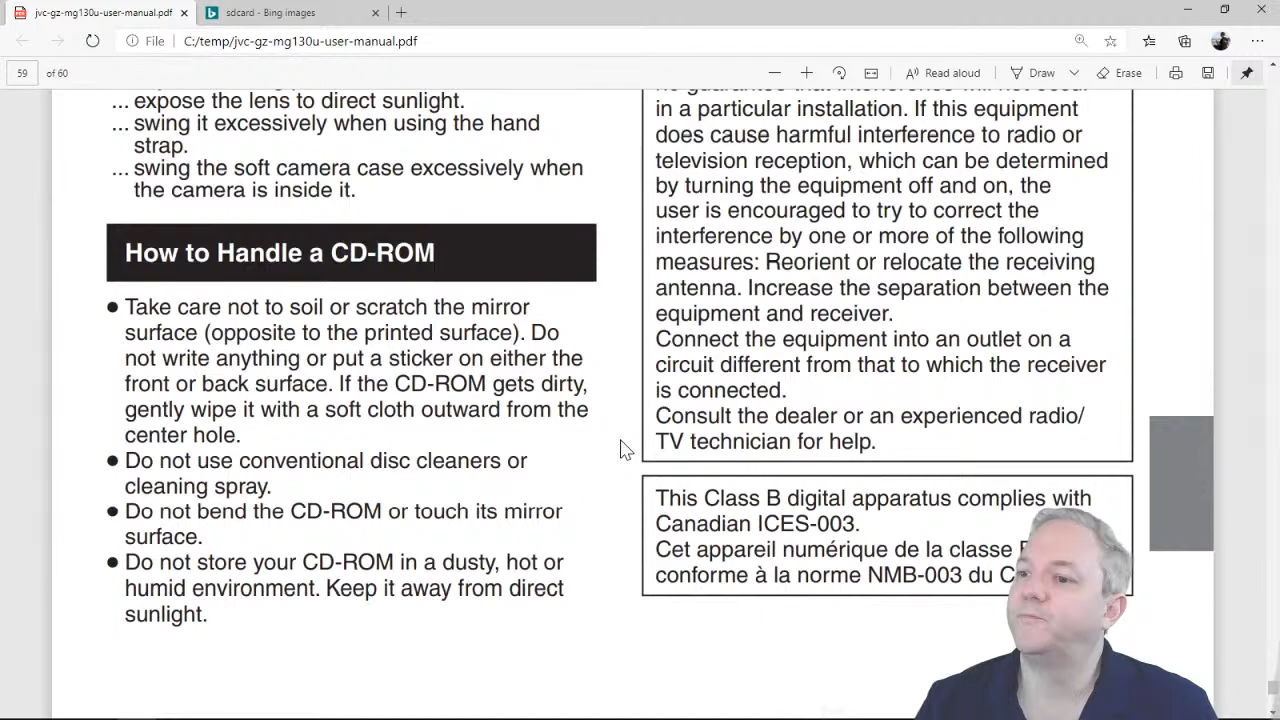 jvc-gz-mg130u-user-manual.pdf
sdcard - Bing images
File
C:/temp/jvc-gz-mg130u-user-manual.pdf
59
of 60
Read aloud
Draw
Erase
... expose the lens to direct sunlight.
... swing it excessively when using the hand
strap.
... swing the soft camera case excessively when
the camera is inside it.
How to Handle a CD-ROM
● Take care not to soil or scratch the mirror
surface (opposite to the printed surface). Do
not write anything or put a sticker on either the
front or back surface. If the CD-ROM gets dirty,
gently wipe it with a soft cloth outward from the
center hole.
● Do not use conventional disc cleaners or
cleaning spray.
● Do not bend the CD-ROM or touch its mirror
surface.
● Do not store your CD-ROM in a dusty, hot or
humid environment. Keep it away from direct
sunlight.
no guarantee that interference will not occur
in a particular installation. If this equipment
does cause harmful interference to radio or
television reception, which can be determined
by turning the equipment off and on, the
user is encouraged to try to correct the
interference by one or more of the following
measures: Reorient or relocate the receiving
antenna. Increase the separation between the
equipment and receiver.
Connect the equipment into an outlet on a
circuit different from that to which the receiver
is connected.
Consult the dealer or an experienced radio/
TV technician for help.
This Class B digital apparatus complies with
Canadian ICES-003.
Cet appareil numérique de la classe
conforme à la norme NMB-003 du